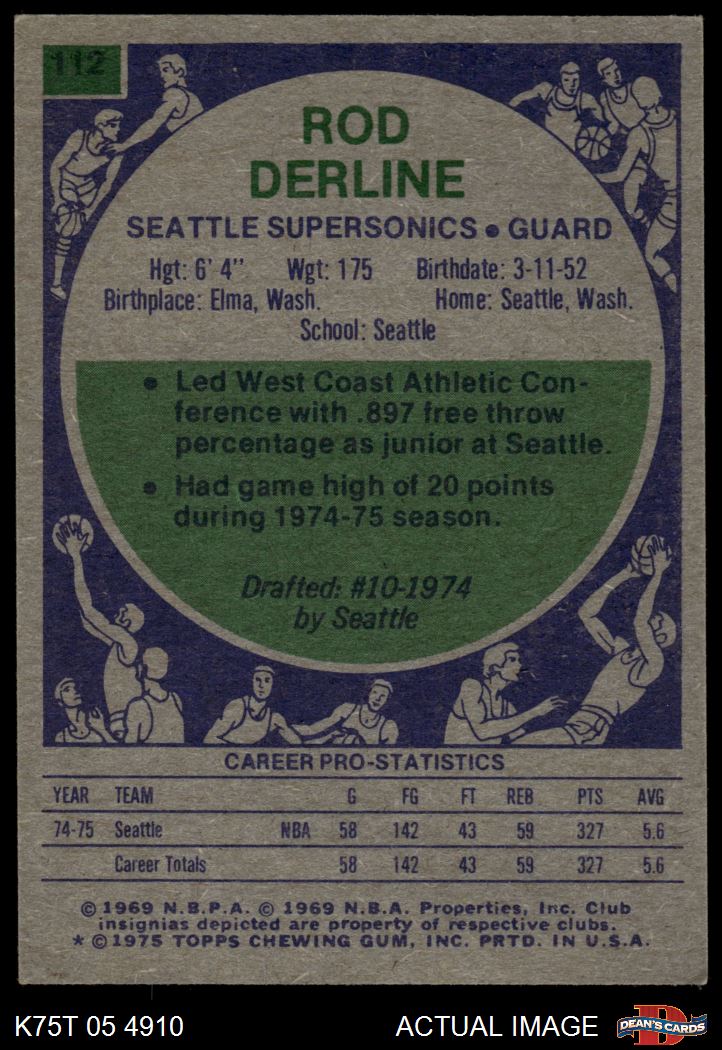 112
ROD
DERLINE
SEATTLE SUPERSONICS • GUARD
Hgt: 6' 4" Wgt: 175 Birthdate: 3-11-52
Birthplace: Elma, Wash. Home: Seattle, Wash.
School: Seattle
• Led West Coast Athletic Con-
ference with .897 free throw
percentage as junior at Seattle.
• Had game high of 20 points
during 1974-75 season.
Drafted: #10-1974
by Seattle
CAREER PRO-STATISTICS
YEAR TEAM G FG FT REB PTS AVG
74-75 Seattle NBA 58 142 43 59 327 5.6
Career Totals 58 142 43 59 327 5.6
© 1969 N.B.P.A. © 1969 N.B.A. Properties, Inc. Club
insignias depicted are property of respective clubs.
* © 1975 TOPPS CHEWING GUM, INC. PRTD. IN U.S.A.
K75T 05 4910 ACTUAL IMAGE
D
DEAN'S CARDS